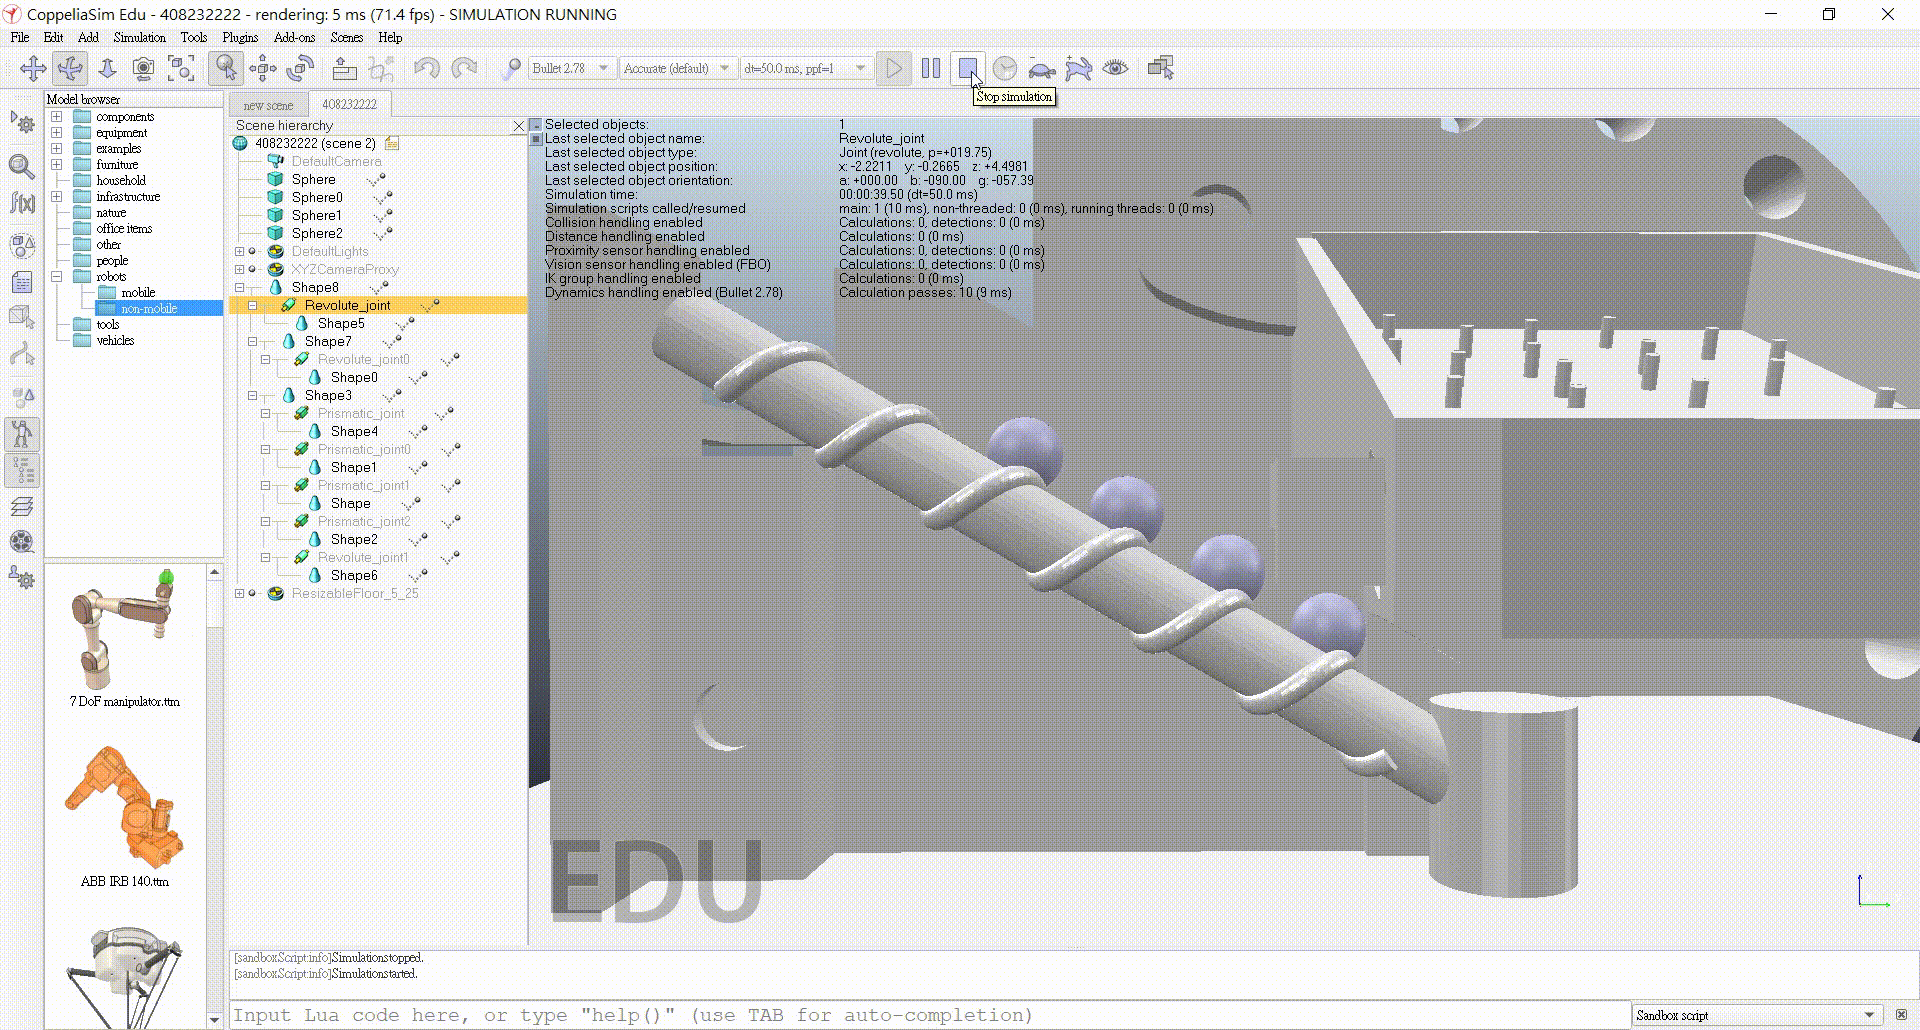 CoppeliaSim Edu - 408232222 - rendering: 5 ms (71.4 fps) - SIMULATION RUNNING
File Edit Add Simulation Tools Plugins Add-ons Scenes Help
Bullet 2.78 Accurate (default) dt=50.0 ms, ppf=1
Stop simulation
Model browser
components
equipment
examples
furniture
household
infrastructure
nature
office items
other
people
robots
mobile
non-mobile
tools
vehicles
7 DoF manipulator.ttm
ABB IRB 140.ttm
new scene 408232222
Scene hierarchy
408232222 (scene 2)
DefaultCamera
Sphere
Sphere0
Sphere1
Sphere2
DefaultLights
XYZCameraProxy
Shape8
Revolute_joint
Shape5
Shape7
Revolute_joint0
Shape0
Shape3
Prismatic_joint
Shape4
Prismatic_joint0
Shape1
Prismatic_joint1
Shape
Prismatic_joint2
Shape2
Revolute_joint1
Shape6
ResizableFloor_5_25
Selected objects: 1
Last selected object name: Revolute_joint
Last selected object type: Joint (revolute, p=+019.75)
Last selected object position: x: -2.2211 y: -0.2665 z: +4.4981
Last selected object orientation: a: +000.00 b: -090.00 g: -057.39
Simulation time: 00:00:39.50 (dt=50.0 ms)
Simulation scripts called/resumed main: 1 (10 ms), non-threaded: 0 (0 ms), running threads: 0 (0 ms)
Collision handling enabled Calculations: 0, detections: 0 (0 ms)
Distance handling enabled Calculations: 0 (0 ms)
Proximity sensor handling enabled Calculations: 0, detections: 0 (0 ms)
Vision sensor handling enabled (FBO) Calculations: 0, detections: 0 (0 ms)
IK group handling enabled Calculations: 0 (0 ms)
Dynamics handling enabled (Bullet 2.78) Calculation passes: 10 (9 ms)
EDU
[sandboxScript:info]Simulationstopped.
[sandboxScript:info]Simulationstarted.
Input Lua code here, or type "help()" (use TAB for auto-completion)
Sandbox script